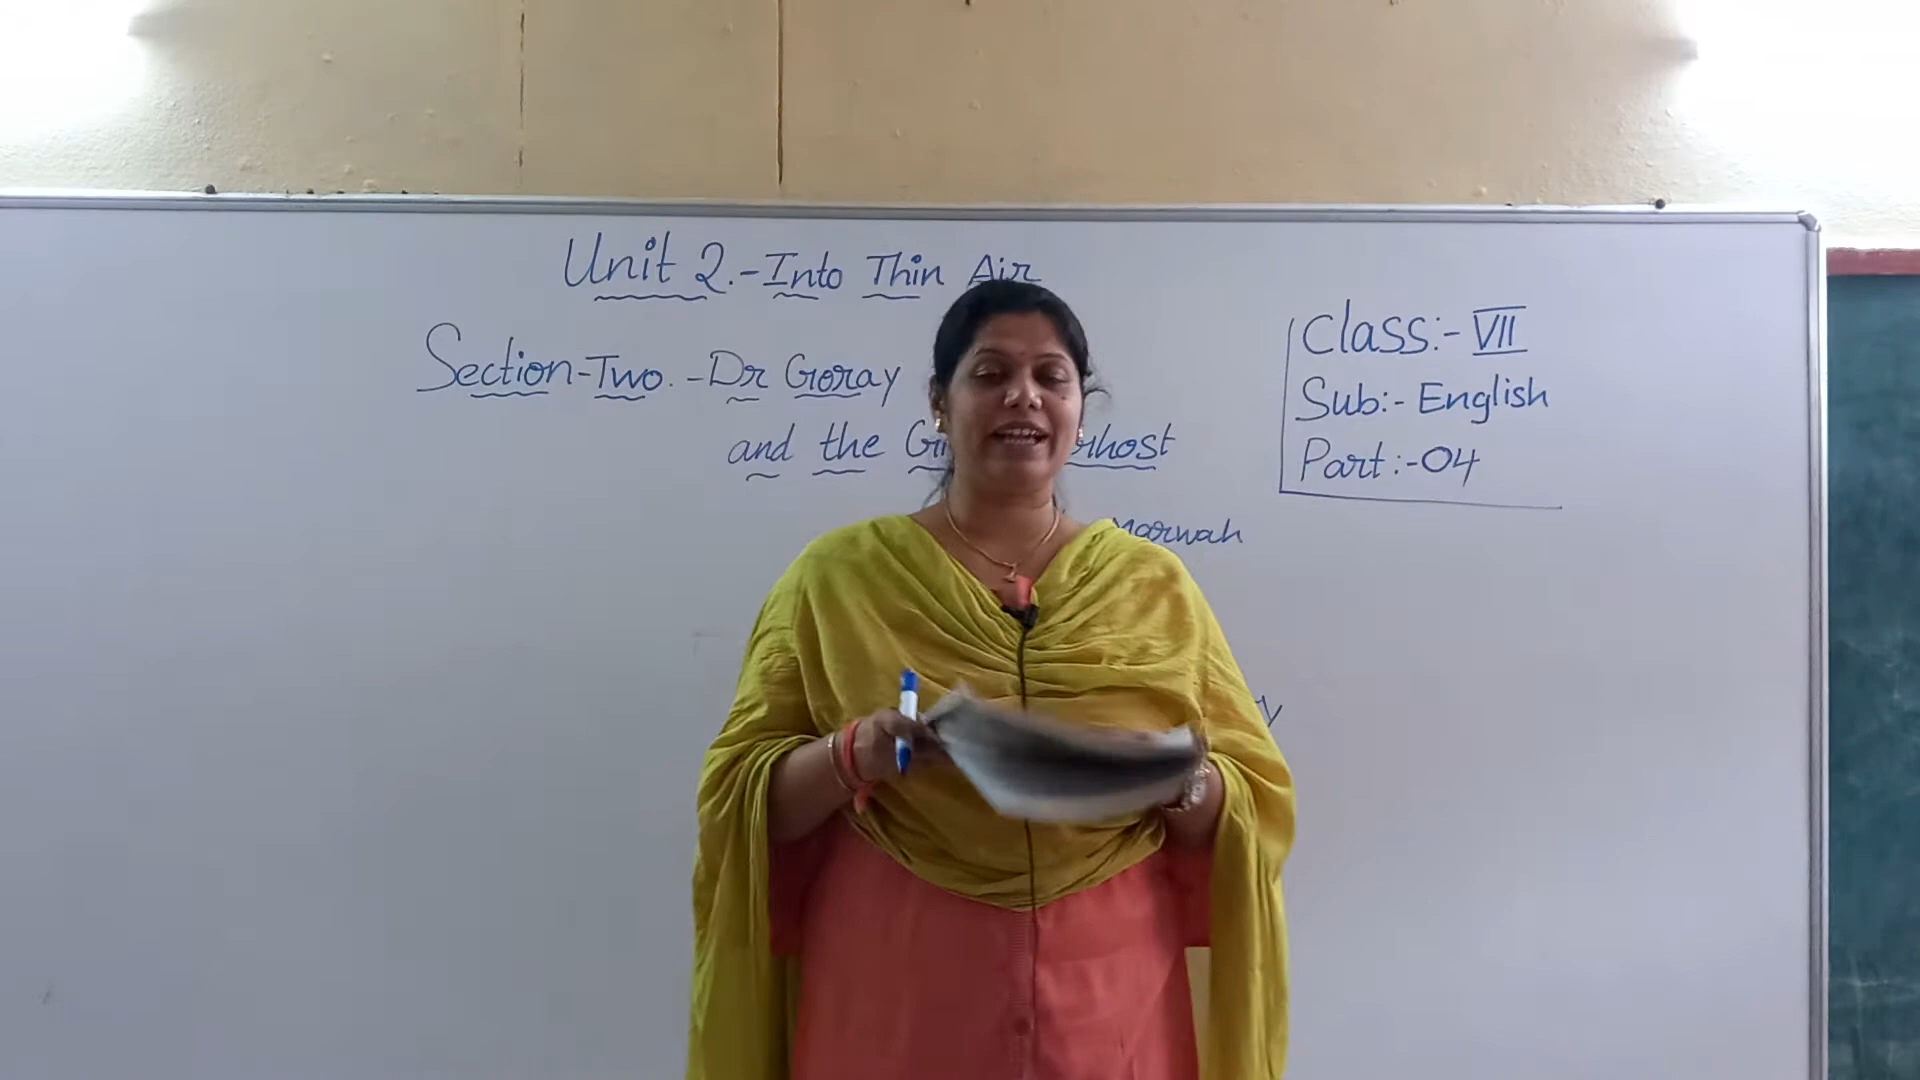 Unit 2.-Into Thin Air
Section-Two.-Dr Goray
and the
Class:- VII
Sub:- English
Part:-04